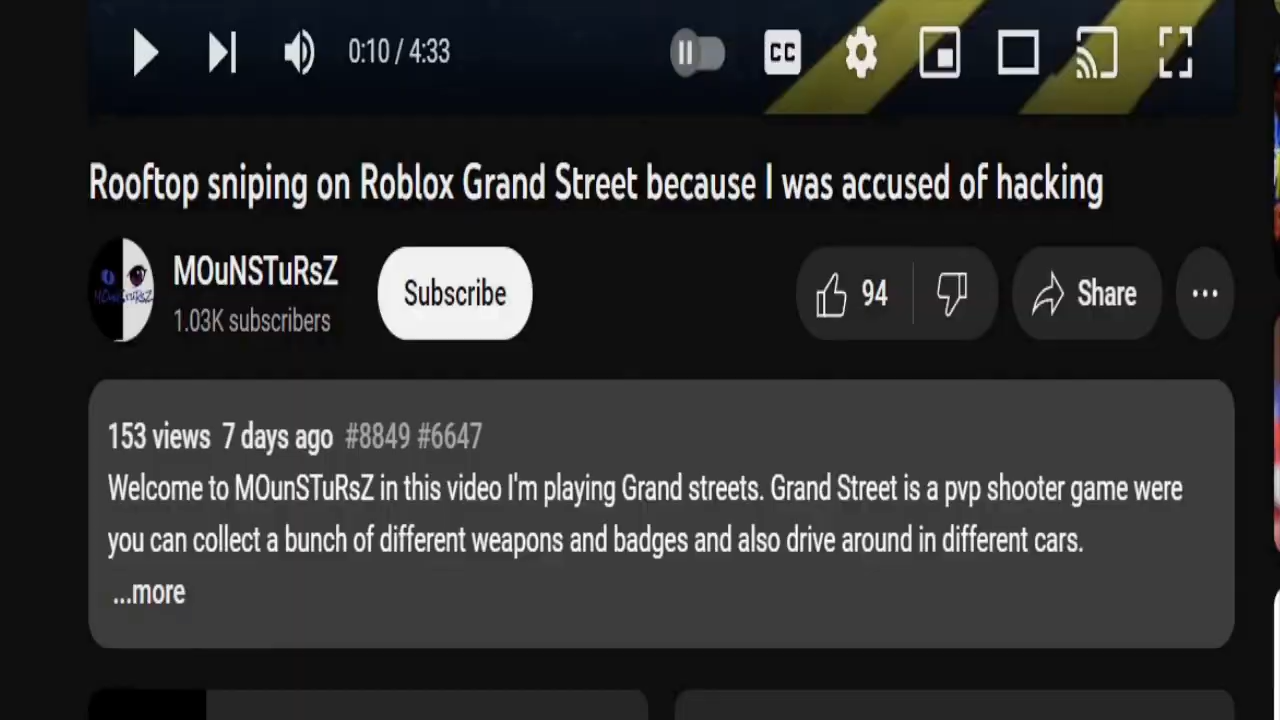 0:10 / 4:33
CC
Rooftop sniping on Roblox Grand Street because I was accused of hacking
MOuNSTuRsZ
1.03K subscribers
Subscribe
94
Share
153 views 7 days ago #8849 #6647
Welcome to MOunSTuRsZ in this video I'm playing Grand streets. Grand Street is a pvp shooter game were
you can collect a bunch of different weapons and badges and also drive around in different cars.
...more